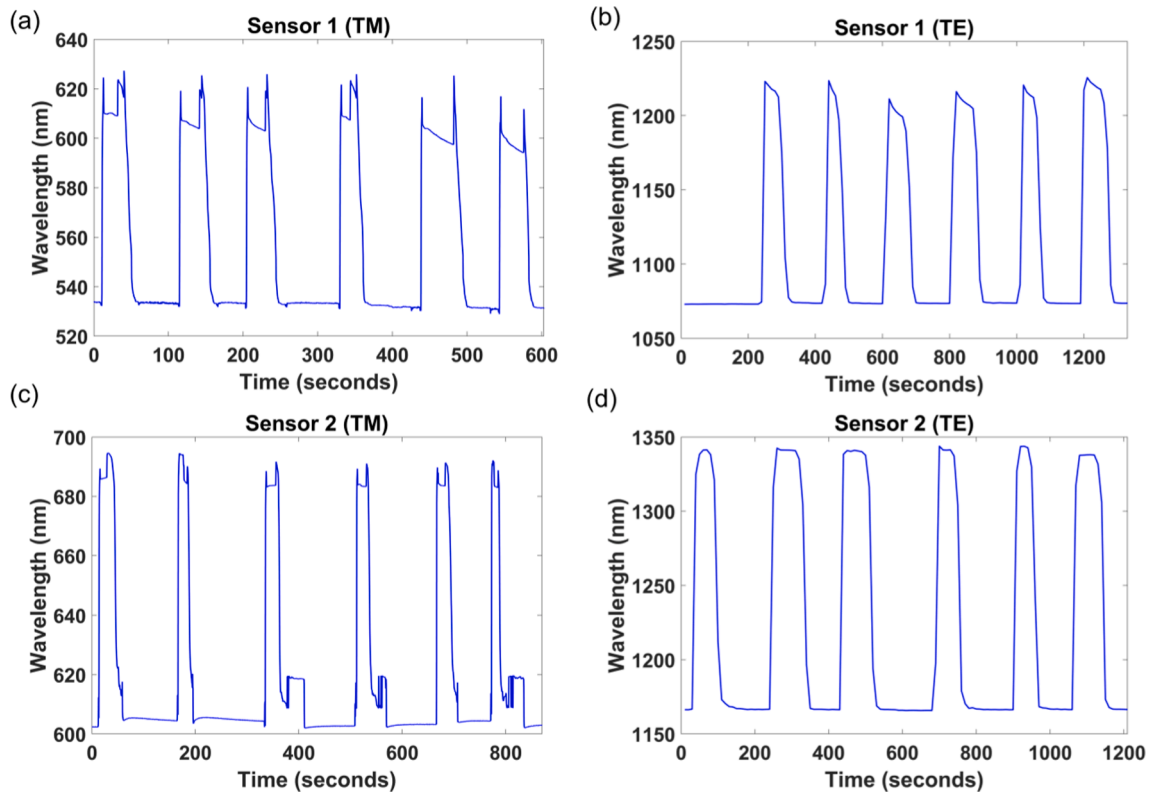 (a)
Sensor 1 (TM)
640
620
600
580
560
540
520
Wavelength (nm)
0 100 200 300 400 500 600
Time (seconds)
(b)
Sensor 1 (TE)
1250
1200
1150
1100
1050
Wavelength (nm)
0 200 400 600 800 1000 1200
Time (seconds)
(c)
Sensor 2 (TM)
700
680
660
640
620
600
Wavelength (nm)
0 200 400 600 800
Time (seconds)
(d)
Sensor 2 (TE)
1350
1300
1250
1200
1150
Wavelength (nm)
0 200 400 600 800 1000 1200
Time (seconds)